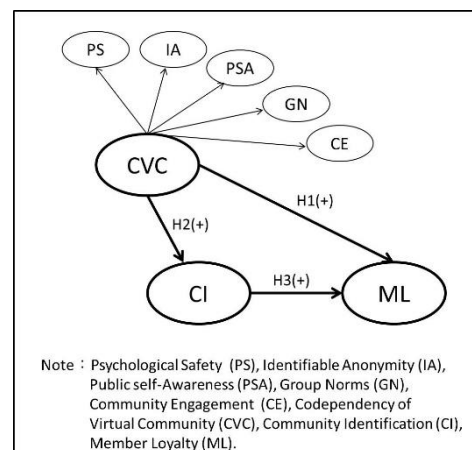 PS
IA
PSA
GN
CE
CVC
H1(+)
H2(+)
CI
H3(+)
ML
Note : Psychological Safety (PS), Identifiable Anonymity (IA),
Public self-Awareness (PSA), Group Norms (GN),
Community Engagement (CE), Codependency of
Virtual Community (CVC), Community Identification (CI),
Member Loyalty (ML).